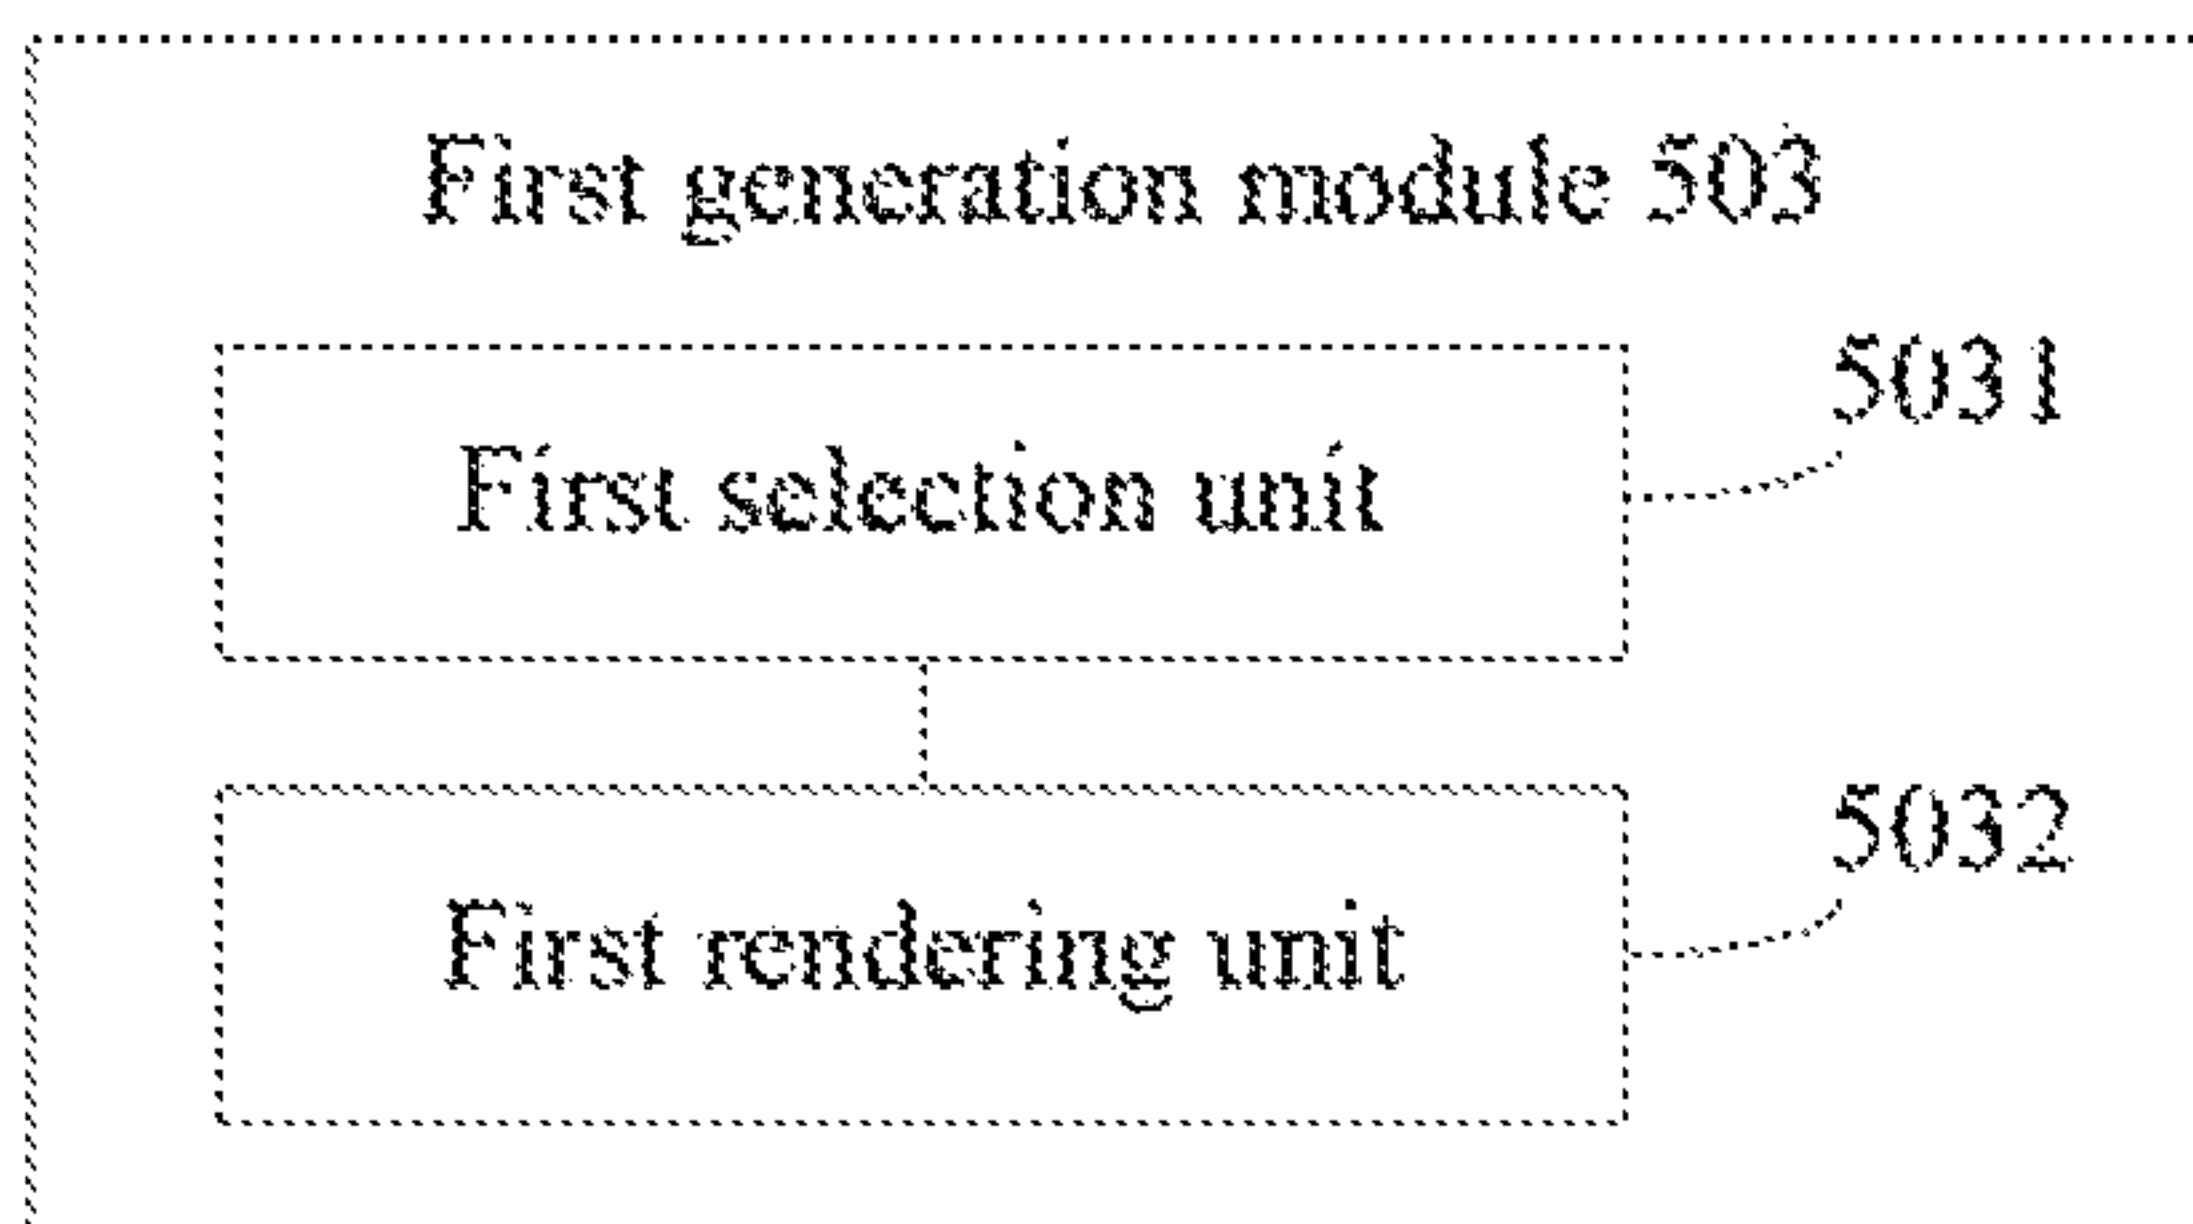 First generation module 503
5031
First selection unit
5032
First rendering unit